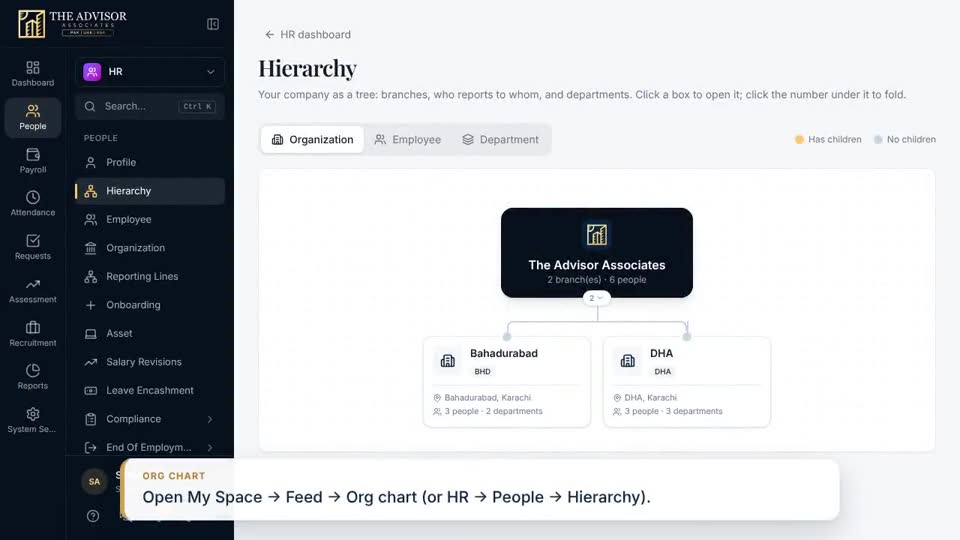 THE ADVISOR
ASSOCIATES
PAK | UAE | KSA
Dashboard
People
Payroll
Attendance
Requests
Assessment
Recruitment
Reports
System Se...
HR
Search...
Ctrl K
PEOPLE
Profile
Hierarchy
Employee
Organization
Reporting Lines
Onboarding
Asset
Salary Revisions
Leave Encashment
Compliance
End Of Employm...
SA
HR dashboard
Hierarchy
Your company as a tree: branches, who reports to whom, and departments. Click a box to open it; click the number under it to fold.
Organization
Employee
Department
Has children
No children
The Advisor Associates
2 branch(es) · 6 people
2
Bahadurabad
BHD
Bahadurabad, Karachi
3 people · 2 departments
DHA
DHA
DHA, Karachi
3 people · 3 departments
ORG CHART
Open My Space → Feed → Org chart (or HR → People → Hierarchy).